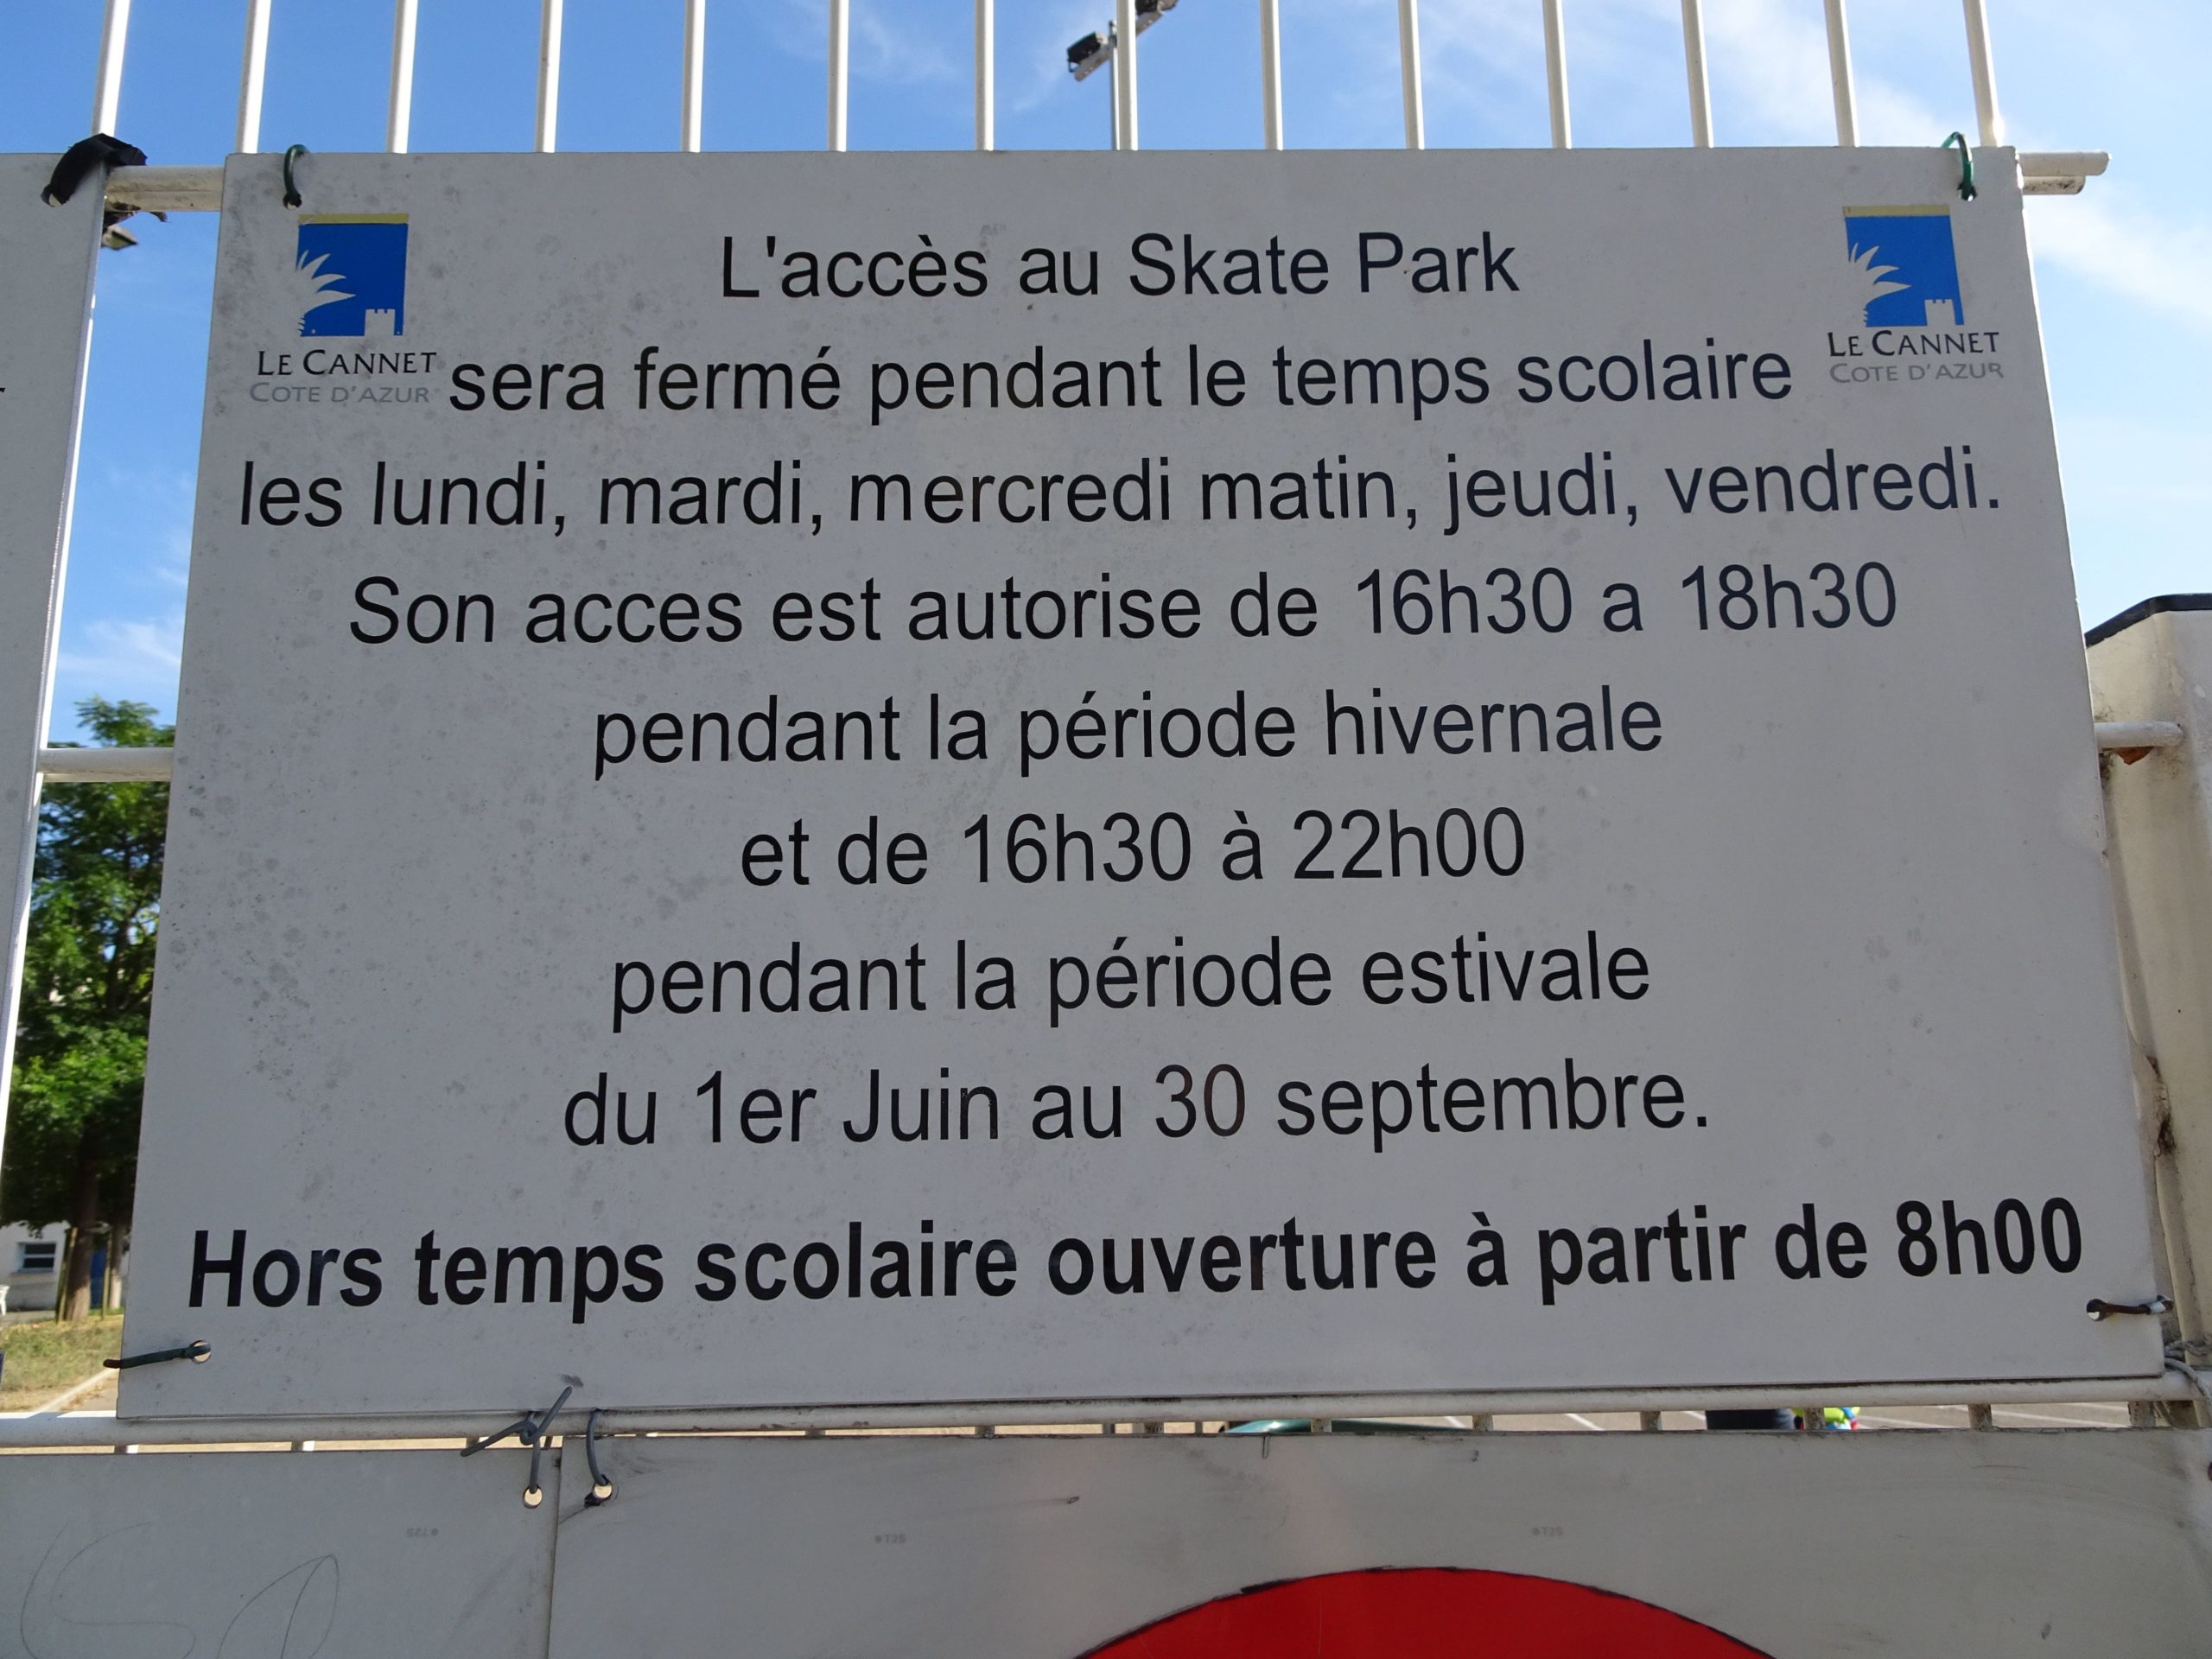 L'accès au Skate Park
LE CANNET
COTE D'AZUR
LE CANNET
COTE D'AZUR
sera fermé pendant le temps scolaire
les lundi, mardi, mercredi matin, jeudi, vendredi.
Son acces est autorise de 16h30 a 18h30
pendant la période hivernale
et de 16h30 à 22h00
pendant la période estivale
du 1er Juin au 30 septembre.
Hors temps scolaire ouverture à partir de 8h00